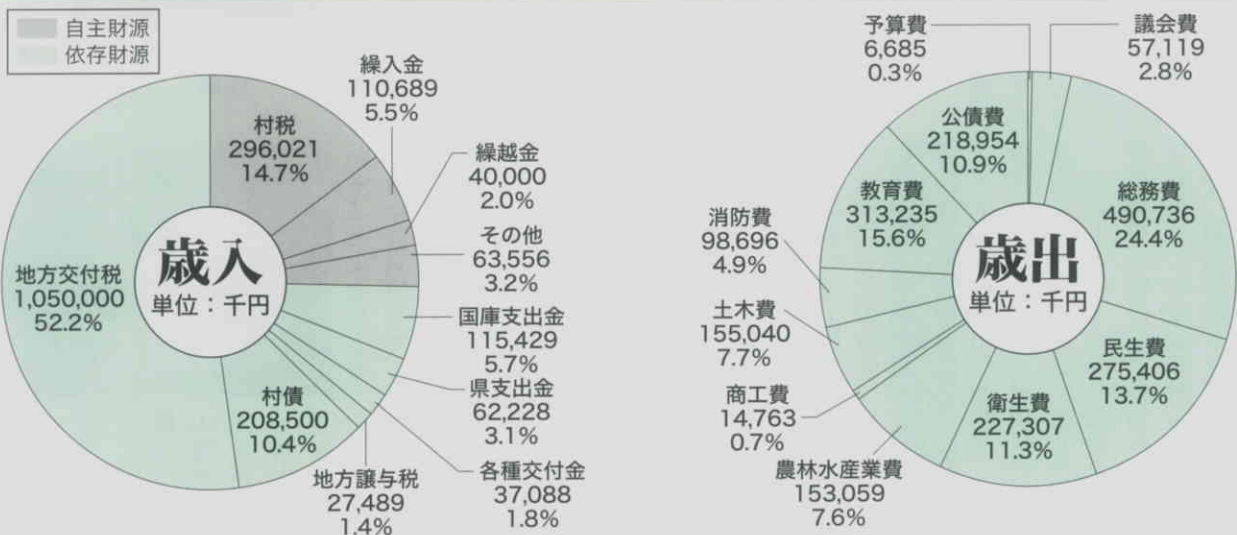 自主財源
依存財源
歳入
単位：千円
村税
296,021
14.7%
繰入金
110,689
5.5%
繰越金
40,000
2.0%
その他
63,556
3.2%
国庫支出金
115,429
5.7%
県支出金
62,228
3.1%
各種交付金
37,088
1.8%
地方譲与税
27,489
1.4%
村債
208,500
10.4%
地方交付税
1,050,000
52.2%
歳出
単位：千円
予算費
6,685
0.3%
議会費
57,119
2.8%
総務費
490,736
24.4%
民生費
275,406
13.7%
衛生費
227,307
11.3%
農林水産業費
153,059
7.6%
商工費
14,763
0.7%
土木費
155,040
7.7%
消防費
98,696
4.9%
教育費
313,235
15.6%
公債費
218,954
10.9%